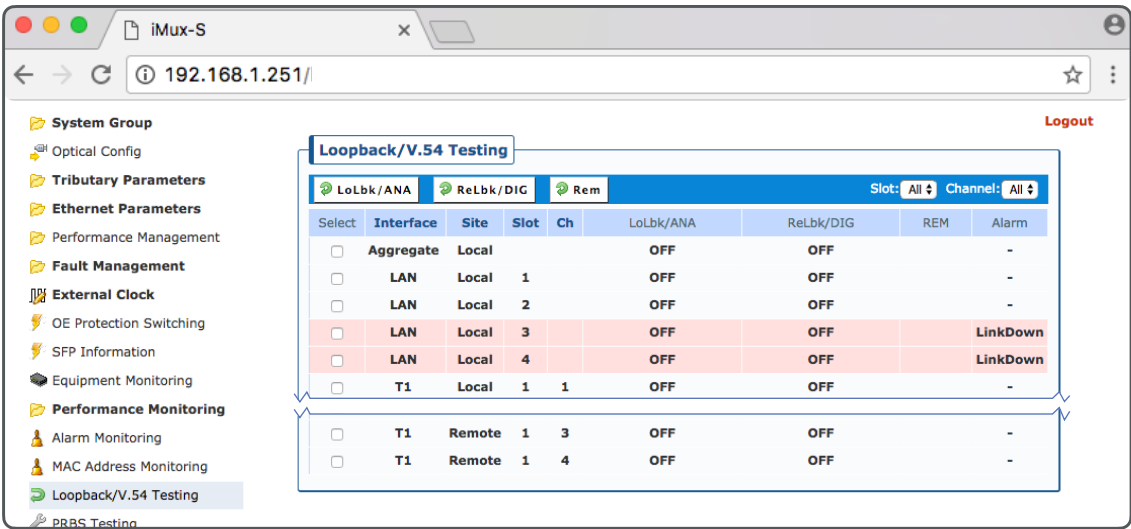 iMux-S
192.168.1.251/
System Group
Optical Config
Tributary Parameters
Ethernet Parameters
Performance Management
Fault Management
External Clock
OE Protection Switching
SFP Information
Equipment Monitoring
Performance Monitoring
Alarm Monitoring
MAC Address Monitoring
Loopback/V.54 Testing
PRBS Testing
Logout
Loopback/V.54 Testing
LoLbk/ANA ReLbk/DIG Rem Slot: All Channel: All
Select Interface Site Slot Ch LoLbk/ANA ReLbk/DIG REM Alarm
Aggregate Local OFF OFF -
LAN Local 1 OFF OFF -
LAN Local 2 OFF OFF -
LAN Local 3 OFF OFF LinkDown
LAN Local 4 OFF OFF LinkDown
T1 Local 1 1 OFF OFF -
T1 Remote 1 3 OFF OFF -
T1 Remote 1 4 OFF OFF -